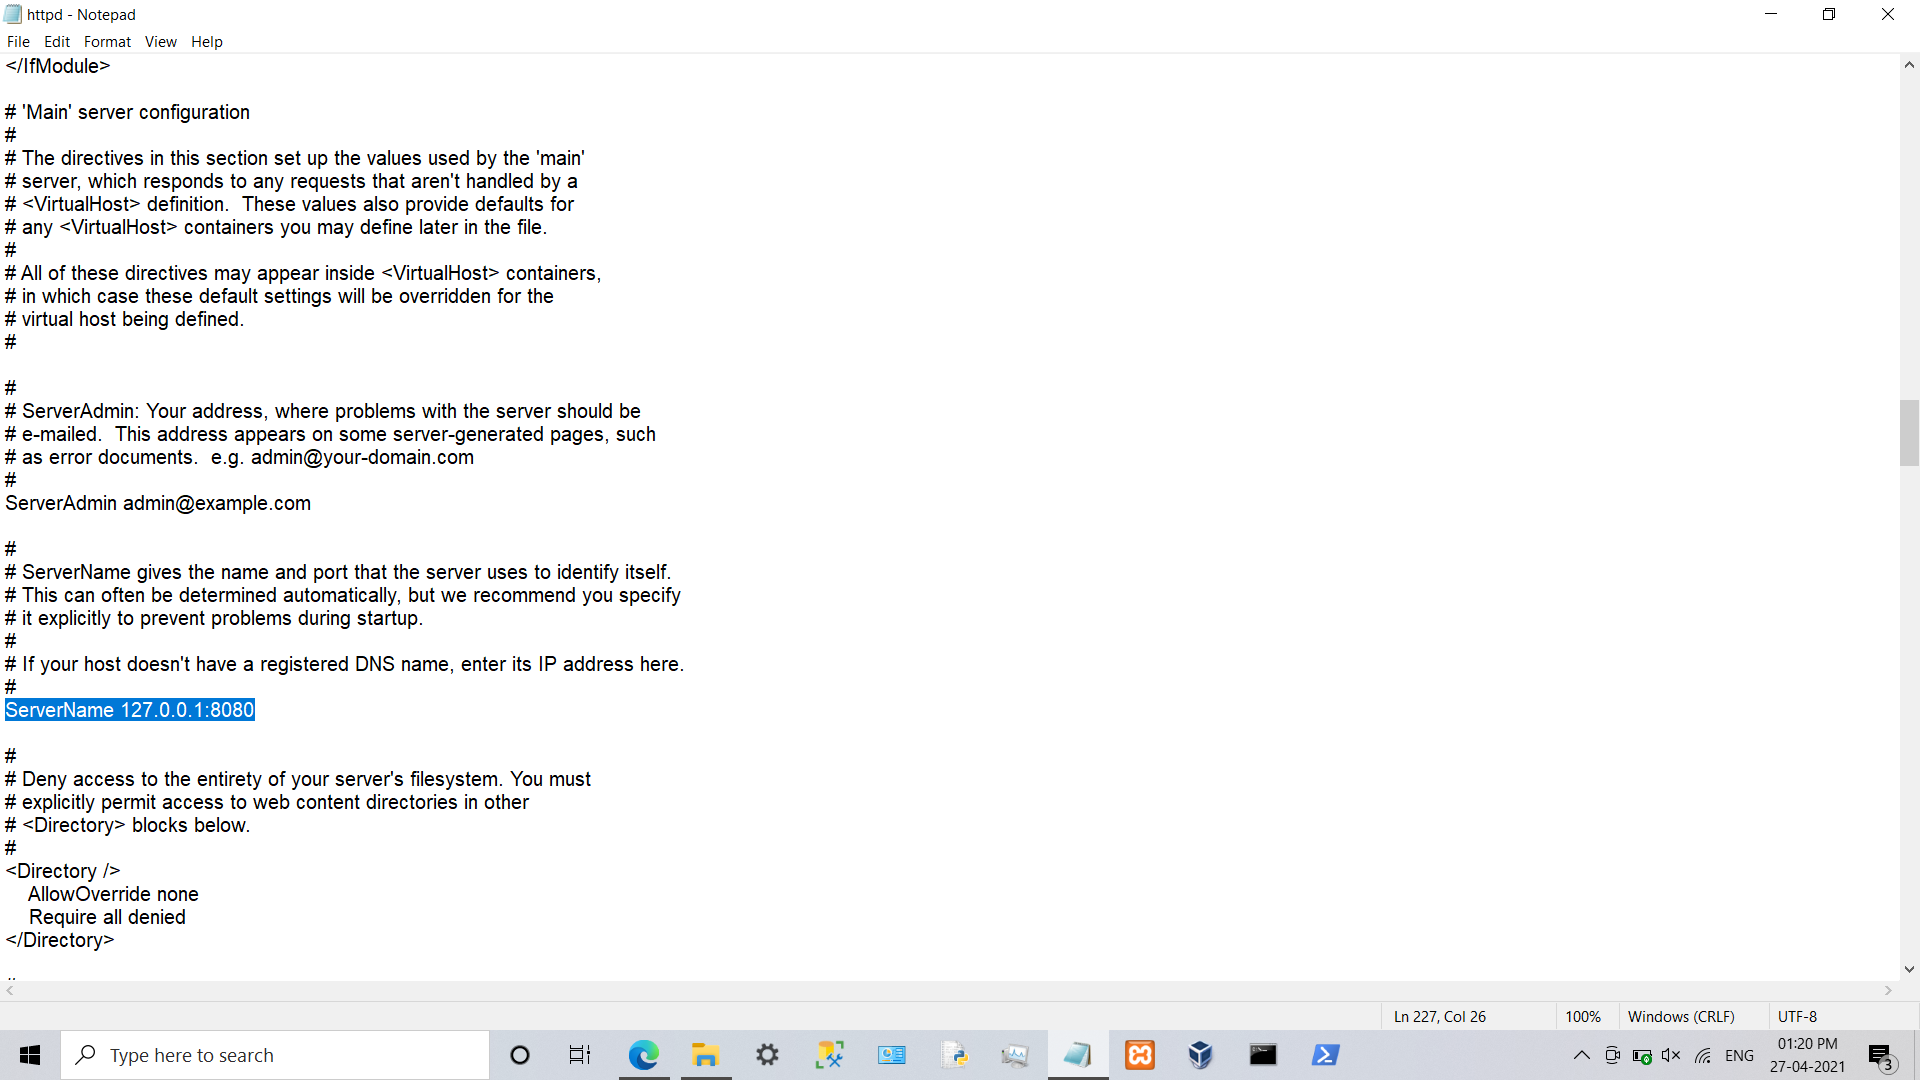 httpd - Notepad
File Edit Format View Help
</IfModule>
# 'Main' server configuration
#
# The directives in this section set up the values used by the 'main'
# server, which responds to any requests that aren't handled by a
# <VirtualHost> definition.  These values also provide defaults for
# any <VirtualHost> containers you may define later in the file.
#
# All of these directives may appear inside <VirtualHost> containers,
# in which case these default settings will be overridden for the
# virtual host being defined.
#
#
# ServerAdmin: Your address, where problems with the server should be
# e-mailed.  This address appears on some server-generated pages, such
# as error documents.  e.g. admin@your-domain.com
#
ServerAdmin admin@example.com
#
# ServerName gives the name and port that the server uses to identify itself.
# This can often be determined automatically, but we recommend you specify
# it explicitly to prevent problems during startup.
#
# If your host doesn't have a registered DNS name, enter its IP address here.
#
ServerName 127.0.0.1:8080
#
# Deny access to the entirety of your server's filesystem. You must
# explicitly permit access to web content directories in other
# <Directory> blocks below.
#
<Directory />
    AllowOverride none
    Require all denied
</Directory>
Ln 227, Col 26 100% Windows (CRLF) UTF-8
Type here to search
ENG
01:20 PM
27-04-2021
3